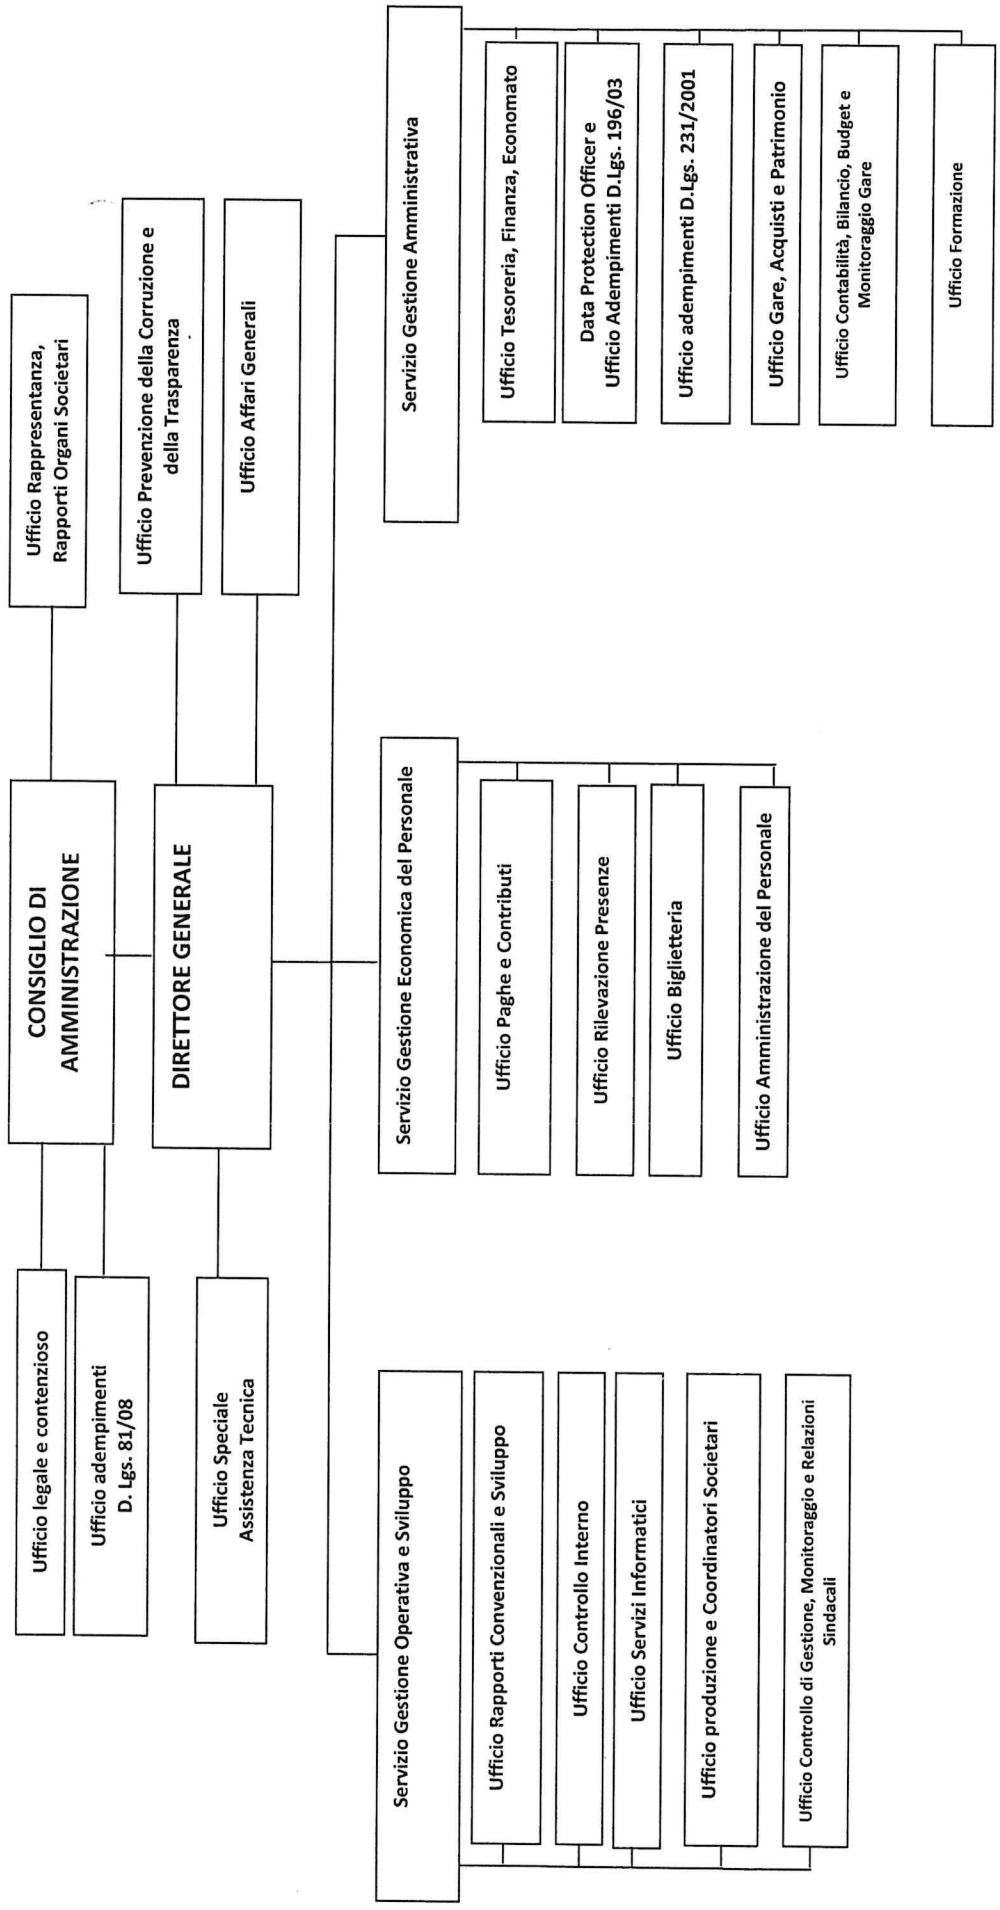 CONSIGLIO DI
AMMINISTRAZIONE
Ufficio legale e contenzioso
Ufficio adempimenti
D. Lgs. 81/08
Ufficio Rappresentanza,
Rapporti Organi Societari
DIRETTORE GENERALE
Ufficio Speciale
Assistenza Tecnica
Ufficio Prevenzione della Corruzione e
della Trasparenza
Ufficio Affari Generali
Servizio Gestione Operativa e Sviluppo
Ufficio Rapporti Convenzionali e Sviluppo
Ufficio Controllo Interno
Ufficio Servizi Informatici
Ufficio produzione e Coordinatori Societari
Ufficio Controllo di Gestione, Monitoraggio e Relazioni
Sindacali
Servizio Gestione Economica del Personale
Ufficio Paghe e Contributi
Ufficio Rilevazione Presenze
Ufficio Biglietteria
Ufficio Amministrazione del Personale
Servizio Gestione Amministrativa
Ufficio Tesoreria, Finanza, Economato
Data Protection Officer e
Ufficio Adempimenti D.Lgs. 196/03
Ufficio adempimenti D.Lgs. 231/2001
Ufficio Gare, Acquisti e Patrimonio
Ufficio Contabilità, Bilancio, Budget e
Monitoraggio Gare
Ufficio Formazione